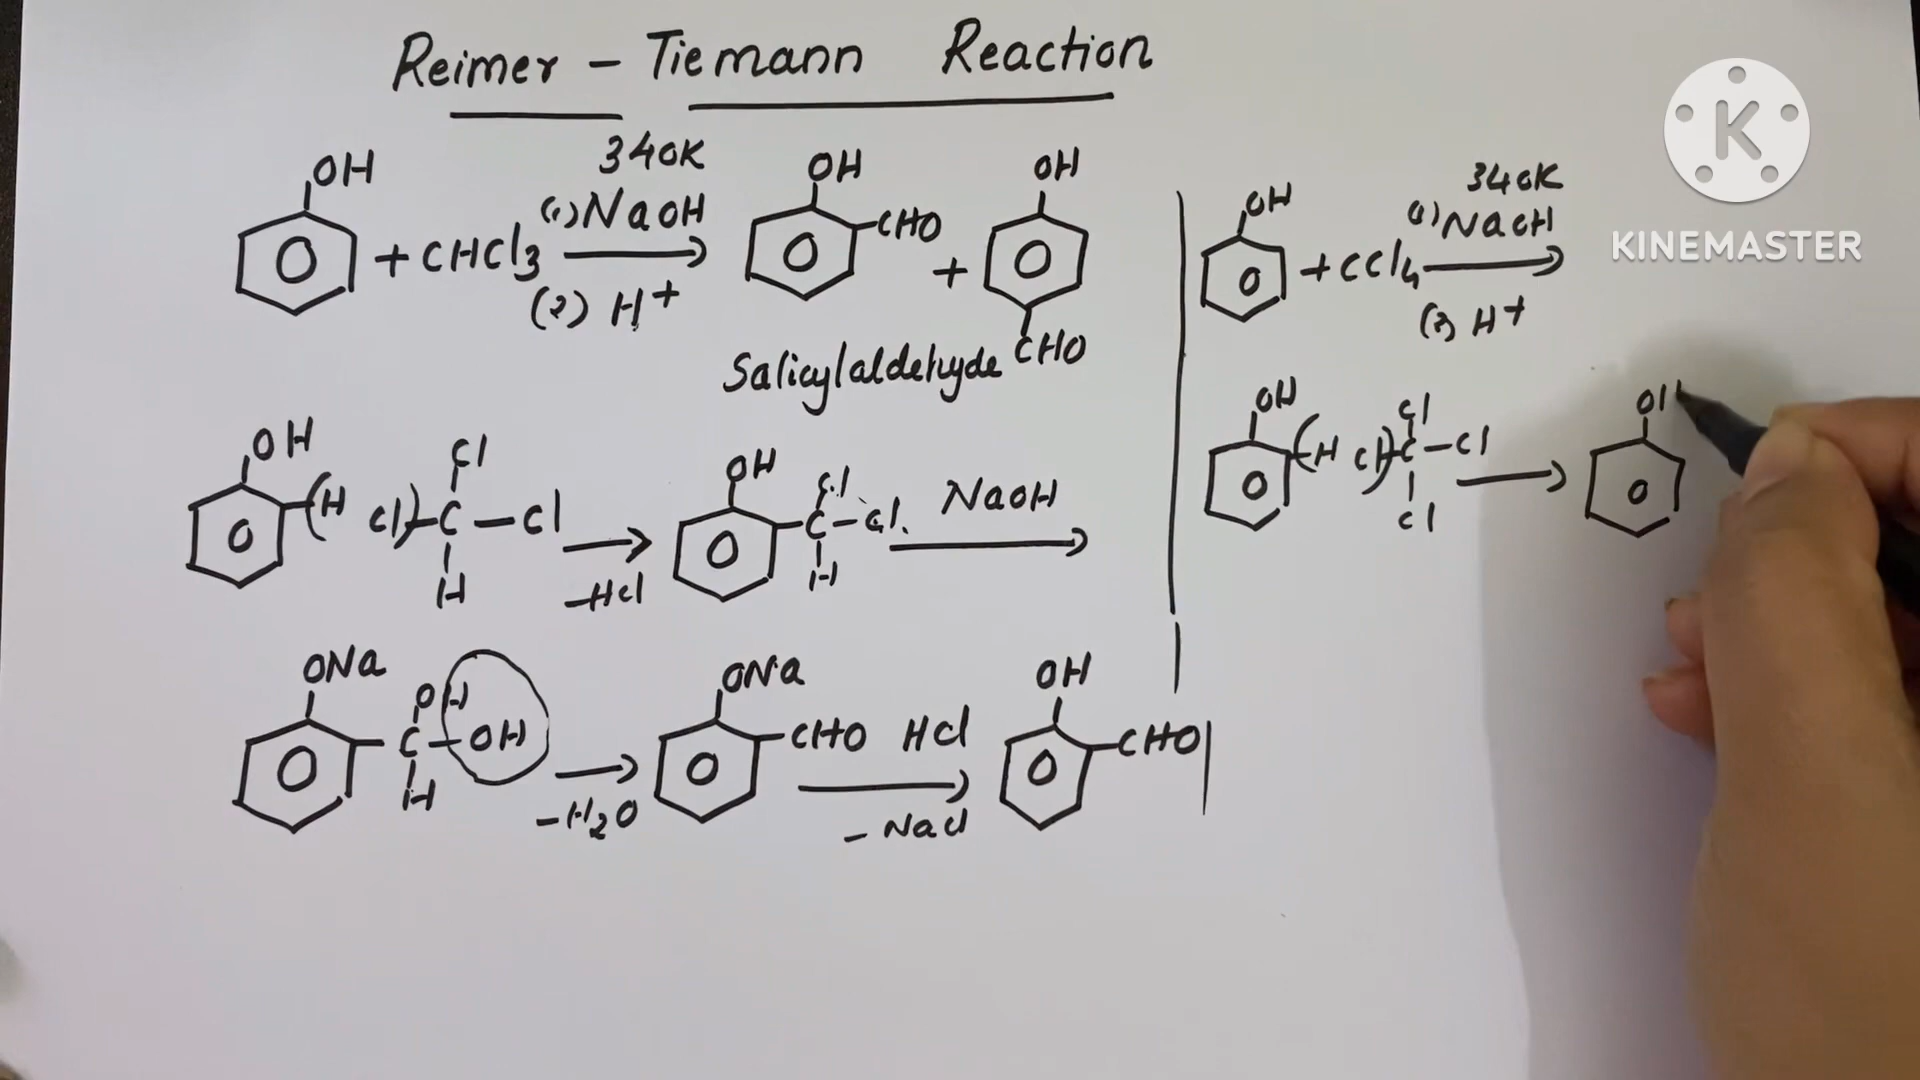 Reimer - Tiemann Reaction
OH
+ CHCl3
340K
(1) NaOH
(2) H+
OH
CHO
+
OH
CHO
Salicylaldehyde
OH
(H Cl)-C-Cl
Cl
H
-HCl
OH
Cl
C-Cl
H
NaOH
ONa
OH
C-OH
H
-H2O
ONa
CHO
HCl
-NaCl
OH
CHO
OH
+ CCl4
340K
(1) NaOH
(2) H+
OH
(H Cl)-C-Cl
Cl
Cl
K
KINEMASTER